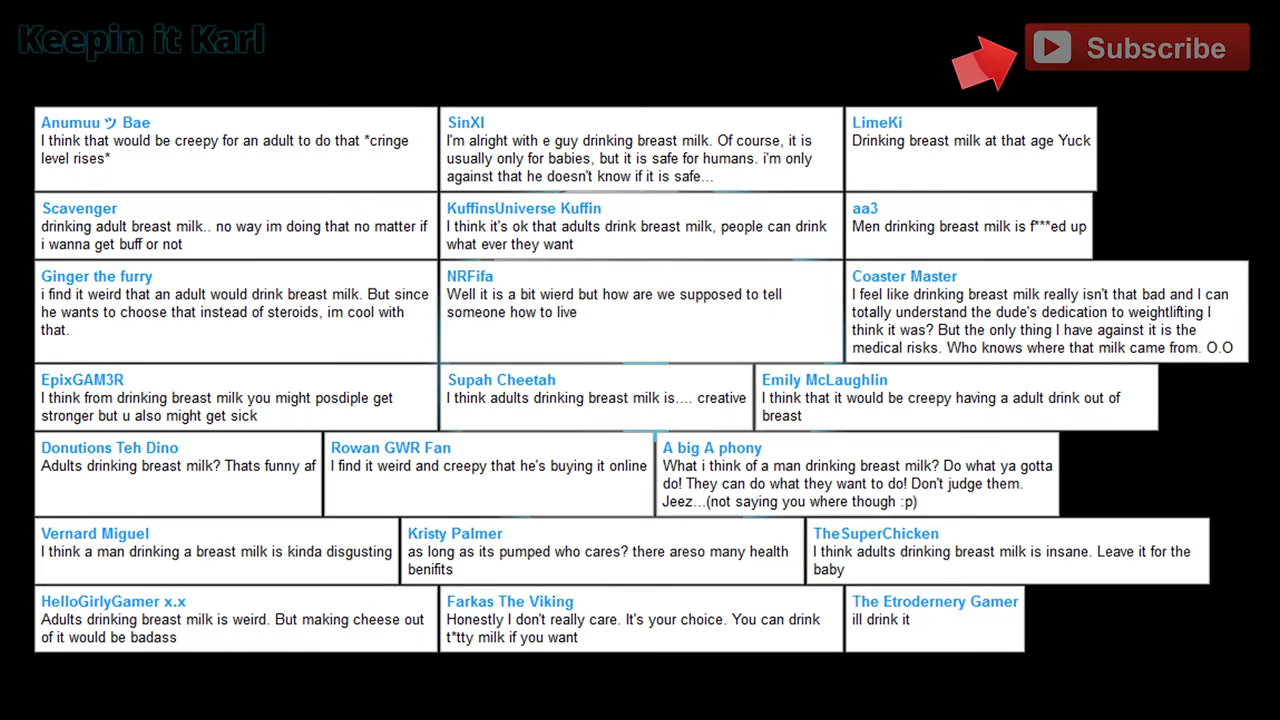 Keepin it Karl
Subscribe
Anumuu ツ Bae
I think that would be creepy for an adult to do that *cringe
level rises*
SinXI
I'm alright with e guy drinking breast milk. Of course, it is
usually only for babies, but it is safe for humans. i'm only
against that he doesn't know if it is safe...
LimeKi
Drinking breast milk at that age Yuck
Scavenger
drinking adult breast milk.. no way im doing that no matter if
i wanna get buff or not
KuffinsUniverse Kuffin
I think it's ok that adults drink breast milk, people can drink
what ever they want
aa3
Men drinking breast milk is f***ed up
Ginger the furry
i find it weird that an adult would drink breast milk. But since
he wants to choose that instead of steroids, im cool with
that.
NRFifa
Well it is a bit wierd but how are we supposed to tell
someone how to live
Coaster Master
I feel like drinking breast milk really isn't that bad and I can
totally understand the dude's dedication to weightlifting I
think it was? But the only thing I have against it is the
medical risks. Who knows where that milk came from. O.O
EpixGAM3R
I think from drinking breast milk you might posdiple get
stronger but u also might get sick
Supah Cheetah
I think adults drinking breast milk is.... creative
Emily McLaughlin
I think that it would be creepy having a adult drink out of
breast
Donutions Teh Dino
Adults drinking breast milk? Thats funny af
Rowan GWR Fan
I find it weird and creepy that he's buying it online
A big A phony
What i think of a man drinking breast milk? Do what ya gotta
do! They can do what they want to do! Don't judge them.
Jeez...(not saying you where though :p)
Vernard Miguel
I think a man drinking a breast milk is kinda disgusting
Kristy Palmer
as long as its pumped who cares? there areso many health
benifits
TheSuperChicken
I think adults drinking breast milk is insane. Leave it for the
baby
HelloGirlyGamer x.x
Adults drinking breast milk is weird. But making cheese out
of it would be badass
Farkas The Viking
Honestly I don't really care. It's your choice. You can drink
t*tty milk if you want
The Etrodernery Gamer
ill drink it